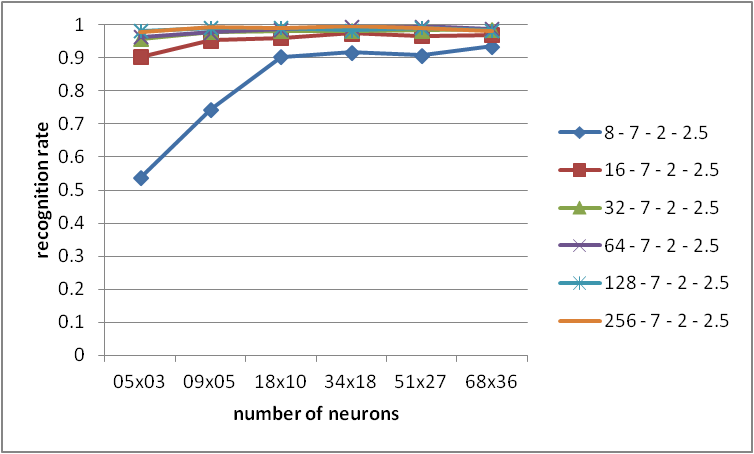 1
0.9
0.8
0.7
0.6
0.5
0.4
0.3
0.2
0.1
0
recognition rate
05x03 09x05 18x10 34x18 51x27 68x36
number of neurons
8 - 7 - 2 - 2.5
16 - 7 - 2 - 2.5
32 - 7 - 2 - 2.5
64 - 7 - 2 - 2.5
128 - 7 - 2 - 2.5
256 - 7 - 2 - 2.5